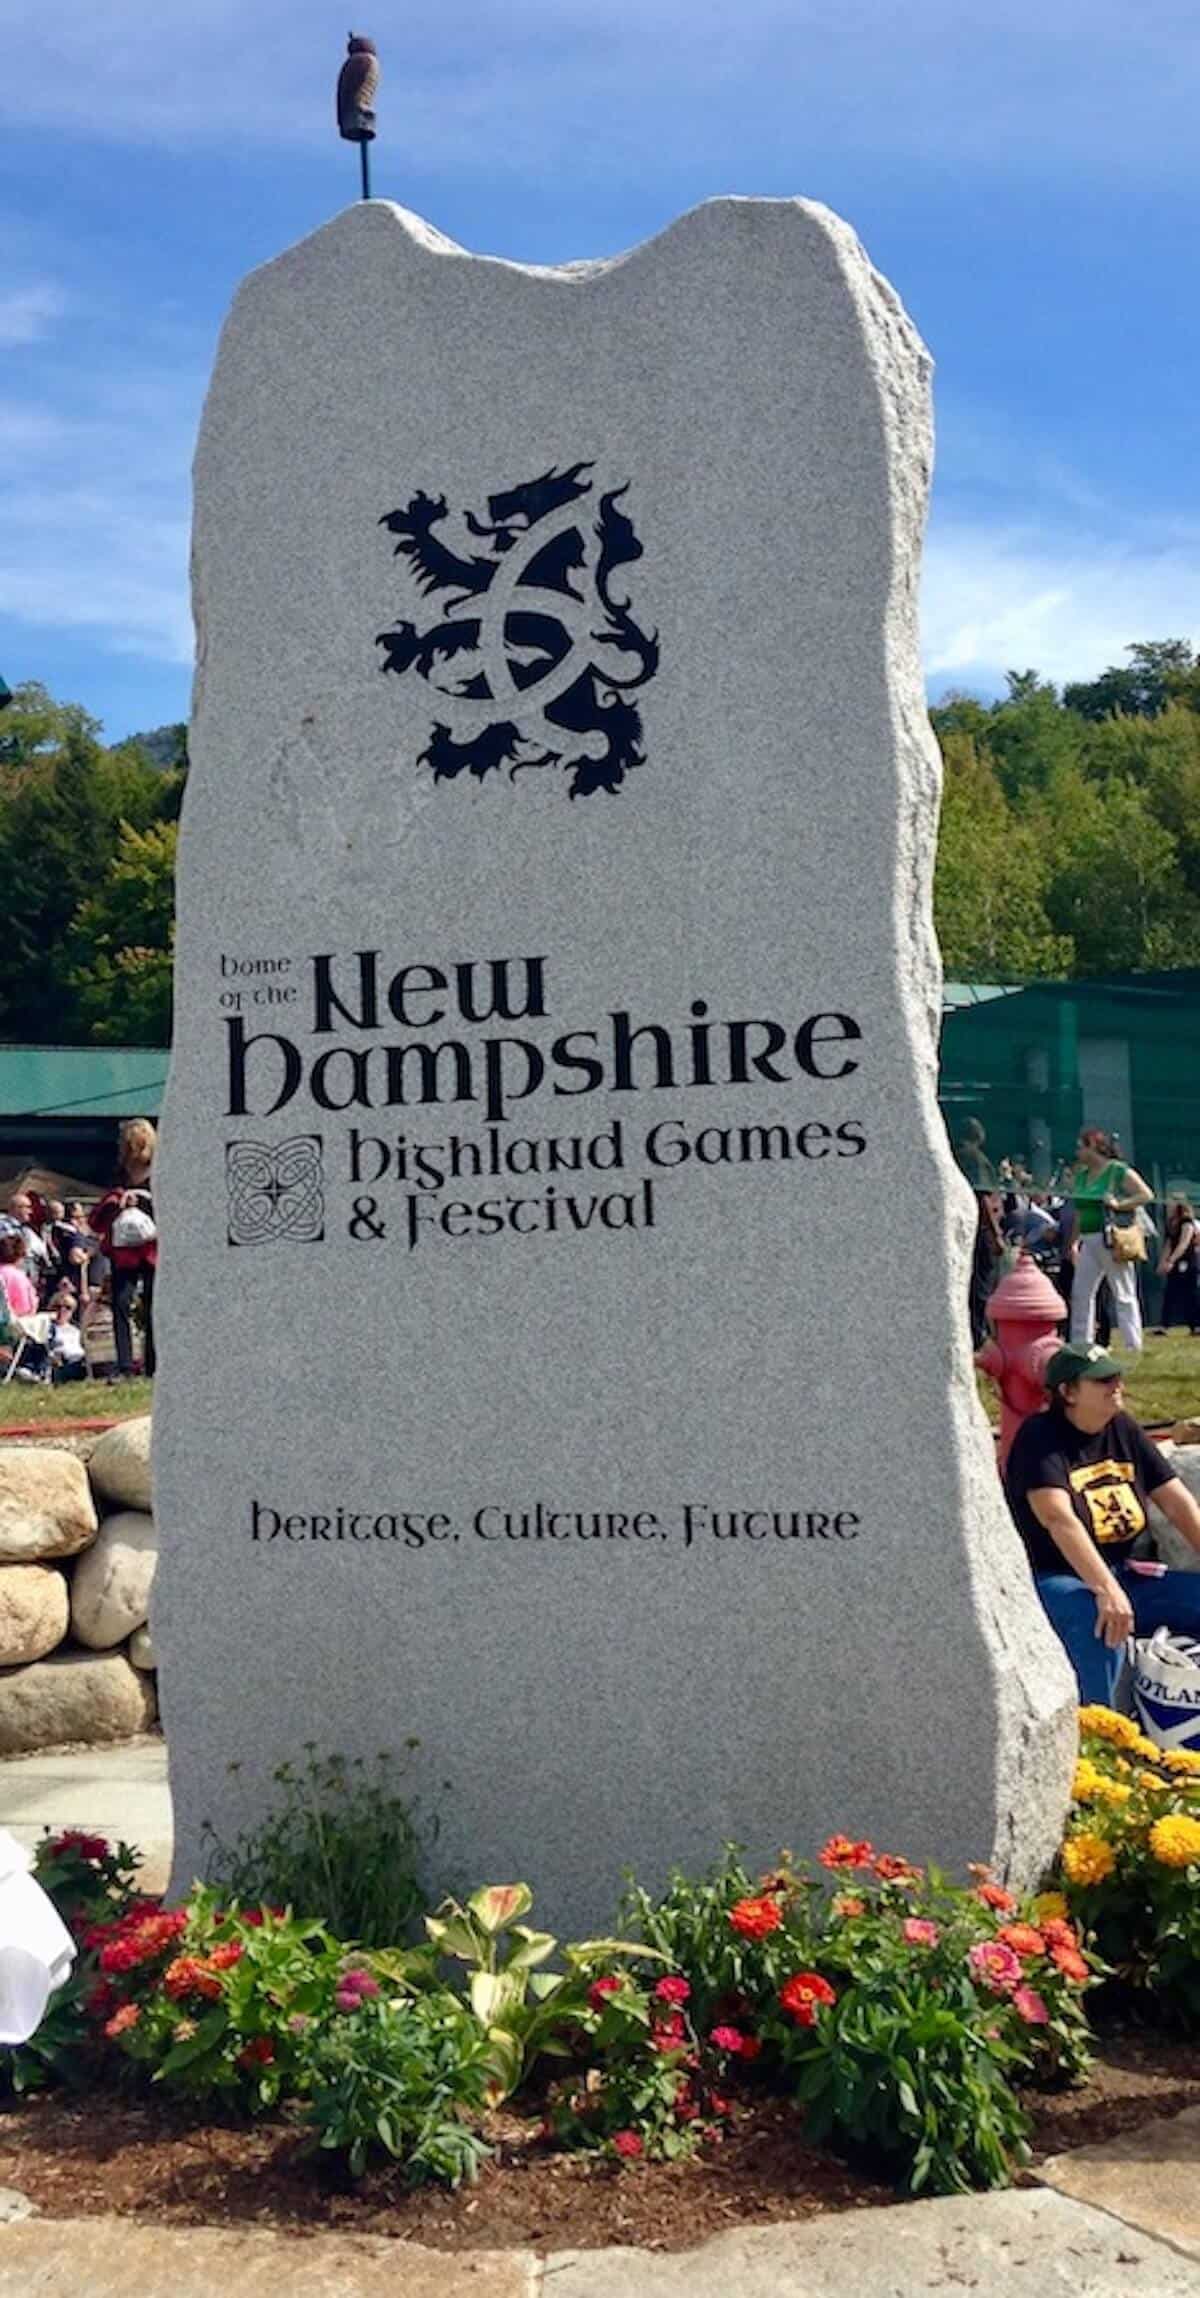 Home
of the
New
Hampshire
Highland Games
& Festival
Heritage, Culture, Future